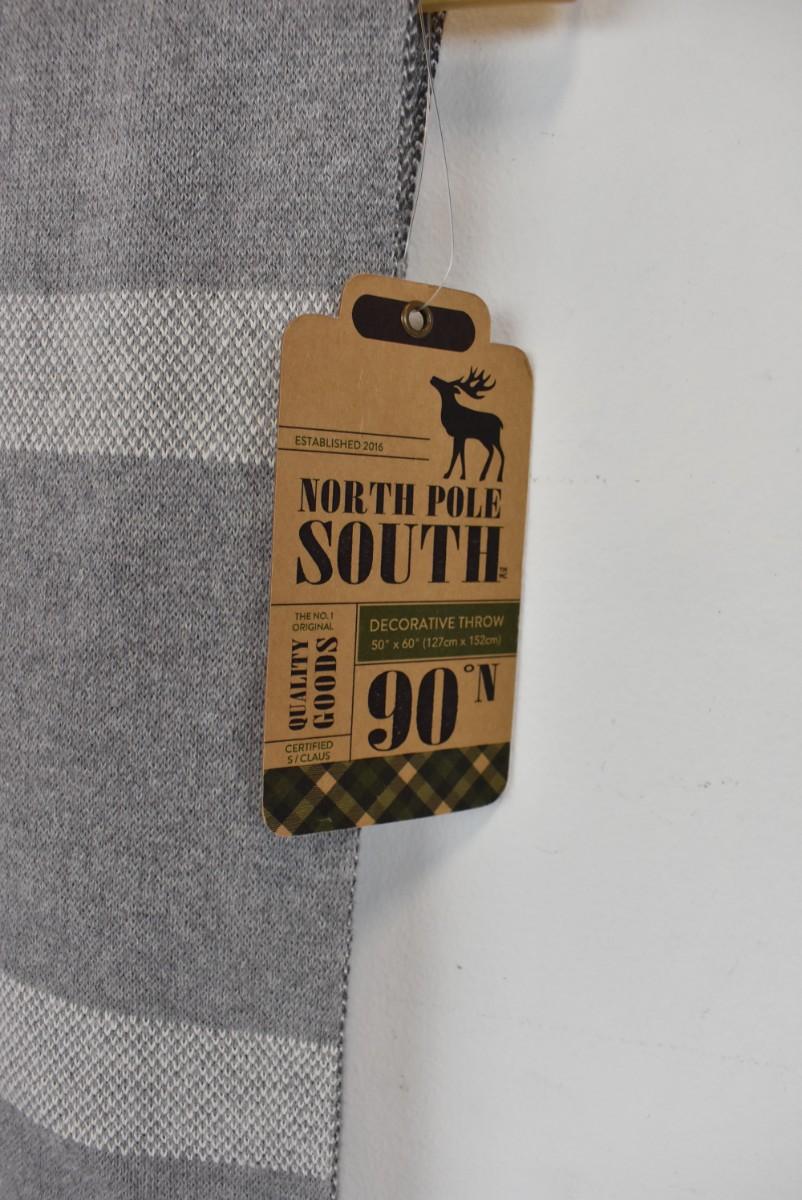 ESTABLISHED 2016
NORTH POLE
SOUTH™
THE NO. 1
ORIGINAL
QUALITY
GOODS
CERTIFIED
S / CLAUS
DECORATIVE THROW
50" x 60" (127cm x 152cm)
90°N